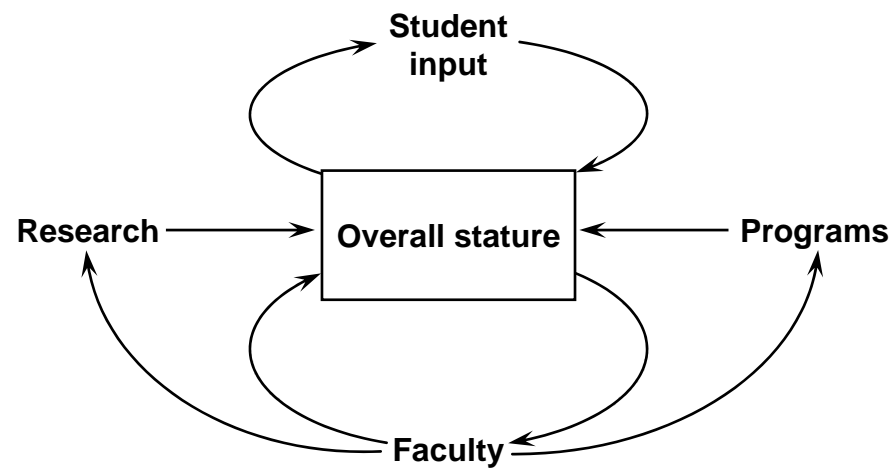 Student
input
Research
Overall stature
Programs
Faculty